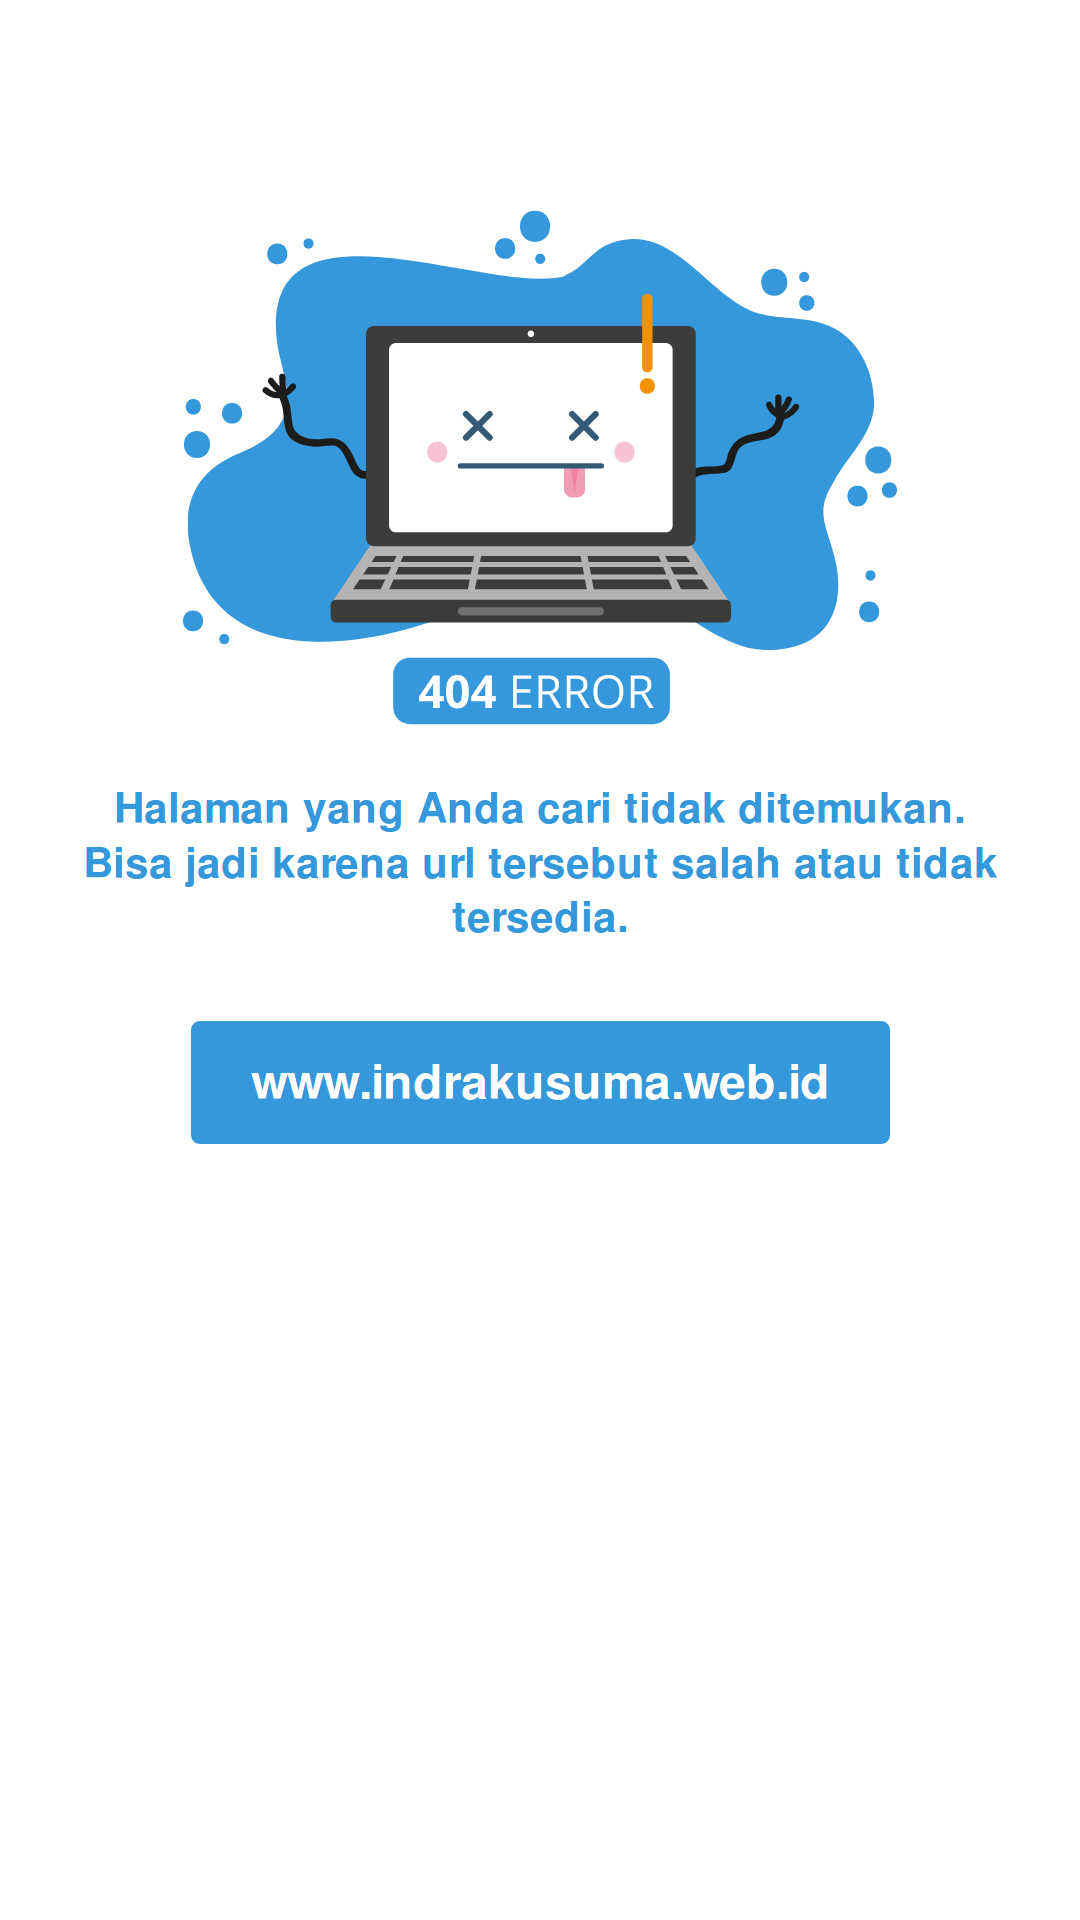 404 ERROR
Halaman yang Anda cari tidak ditemukan.
Bisa jadi karena url tersebut salah atau tidak
tersedia.
www.indrakusuma.web.id